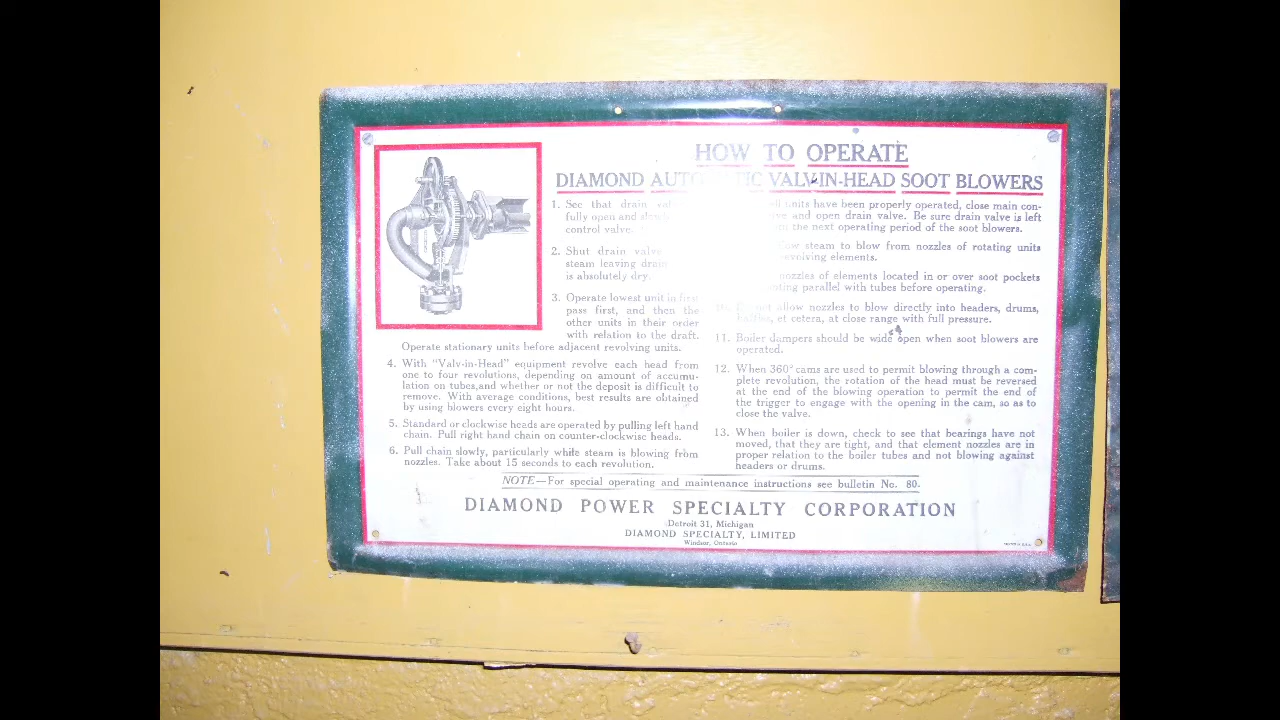 HOW TO OPERATE
DIAMOND VALV-IN-HEAD SOOT BLOWERS
1. See that drain
fully open and
control valve
2. Shut drain valve
steam leaving drain
is absolutely dry.
3. Operate lowest unit in first
pass first, and then the
other units in their order
with relation to the draft.
Operate stationary units before adjacent revolving units.
4. With "Valv-in-Head" equipment revolve each head from
one to four revolutions, depending on amount of accumu-
lation on tubes,and whether or not the deposit is difficult to
remove. With average conditions, best results are obtained
by using blowers every eight hours.
5. Standard or clockwise heads are operated by pulling left hand
chain. Pull right hand chain on counter-clockwise heads.
6. Pull chain slowly, particularly while steam is blowing from
nozzles. Take about 15 seconds to each revolution.
units have been properly operated, close main con-
and open drain valve. Be sure drain valve is left
the next operating period of the soot blowers.
steam to blow from nozzles of rotating units
elements.
nozzles of elements located in or over soot pockets
parallel with tubes before operating.
allow nozzles to blow directly into headers, drums,
et cetera, at close range with full pressure.
11. Boiler dampers should be wide open when soot blowers are
operated.
12. When 360° cams are used to permit blowing through a com-
plete revolution, the rotation of the head must be reversed
at the end of the blowing operation to permit the end of
the trigger to engage with the opening in the cam, so as to
close the valve.
13. When boiler is down, check to see that bearings have not
moved, that they are tight, and that element nozzles are in
proper relation to the boiler tubes and not blowing against
headers or drums.
NOTE—For special operating and maintenance instructions see bulletin No. 80.
DIAMOND POWER SPECIALTY CORPORATION
Detroit 31, Michigan
DIAMOND SPECIALTY, LIMITED
Windsor, Ontario